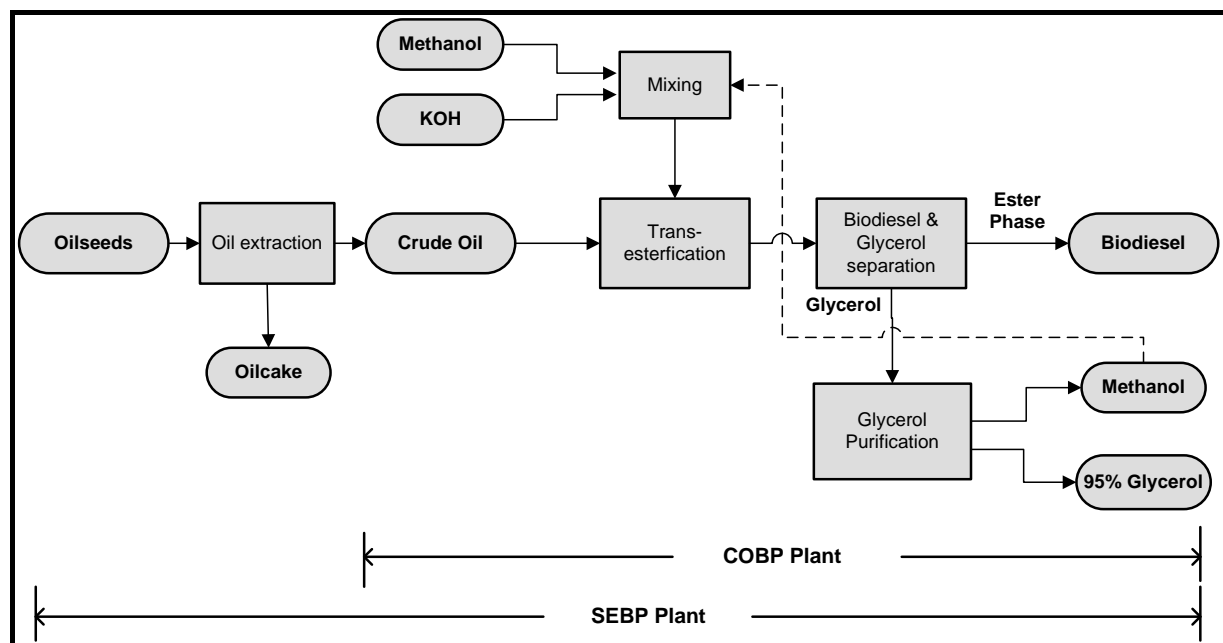 Methanol
Mixing
KOH
Oilseeds
Oil extraction
Crude Oil
Trans-
esterfication
Biodiesel &
Glycerol
separation
Ester
Phase
Biodiesel
Glycerol
Oilcake
Methanol
Glycerol
Purification
95% Glycerol
COBP Plant
SEBP Plant